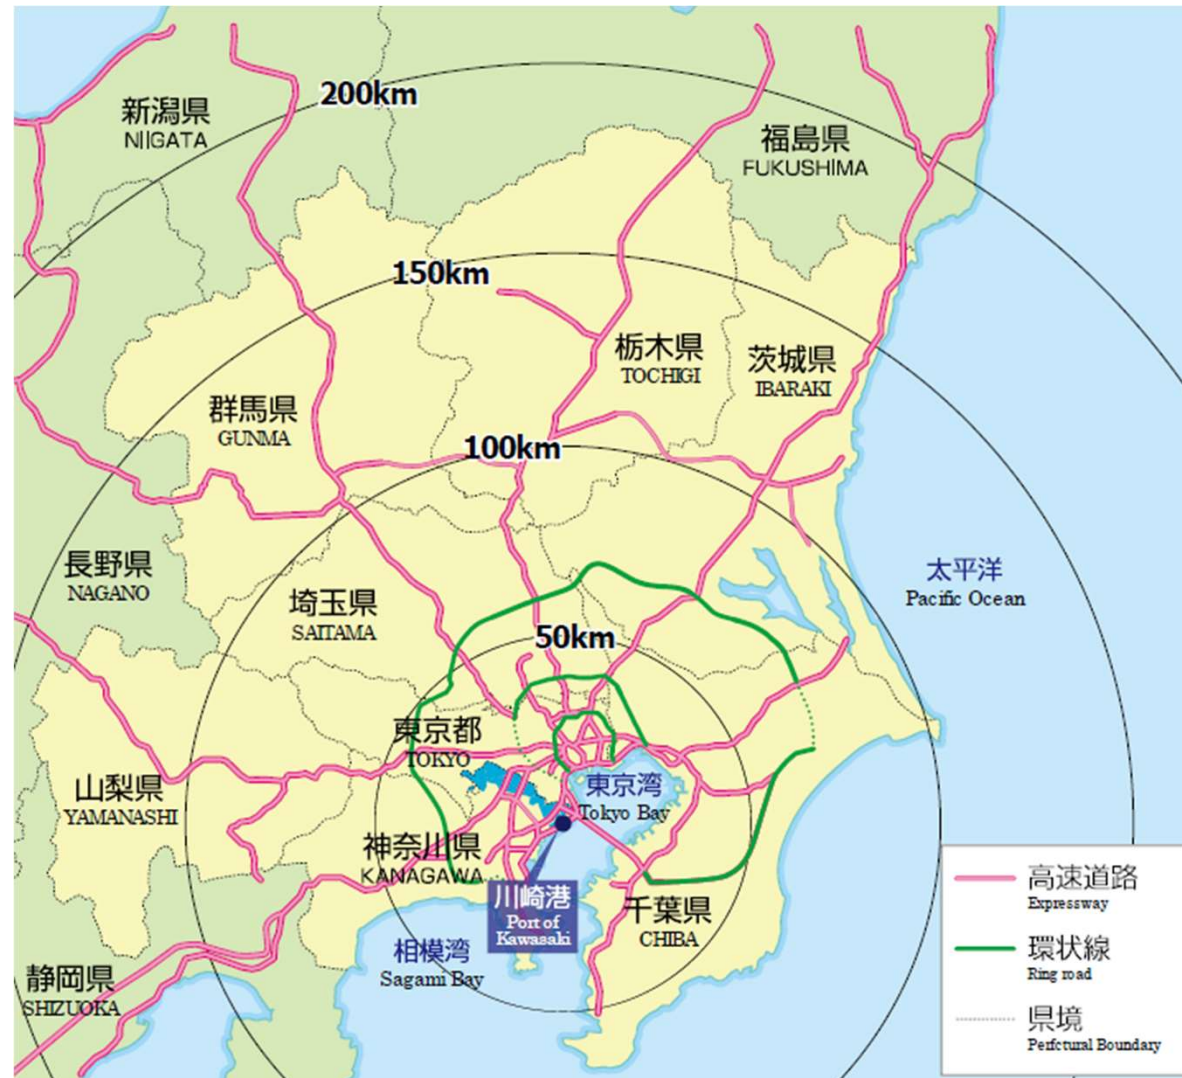 200km
新潟県
NIIGATA
福島県
FUKUSHIMA
150km
栃木県
TOCHIGI
茨城県
IBARAKI
群馬県
GUNMA
100km
長野県
NAGANO
埼玉県
SAITAMA
太平洋
Pacific Ocean
50km
東京都
TOKYO
山梨県
YAMANASHI
東京湾
Tokyo Bay
神奈川県
KANAGAWA
川崎港
Port of
Kawasaki
千葉県
CHIBA
相模湾
Sagami Bay
静岡県
SHIZUOKA
高速道路
Expressway
環状線
Ring road
県境
Perfctural Boundary